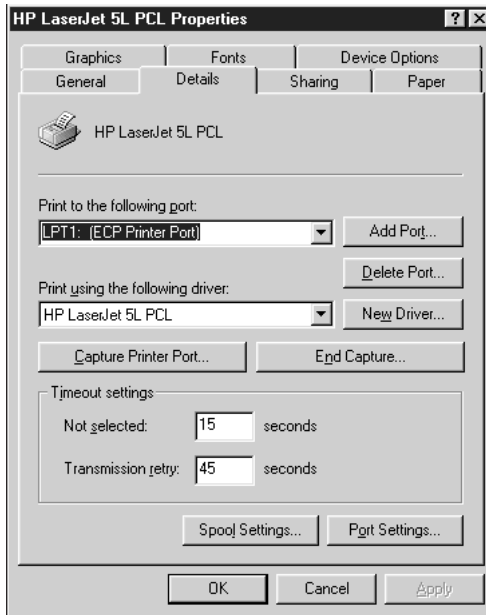 HP LaserJet 5L PCL Properties
Graphics Fonts Device Options
General Details Sharing Paper
HP LaserJet 5L PCL
Print to the following port:
LPT1: (ECP Printer Port) Add Port...
Delete Port...
Print using the following driver:
HP LaserJet 5L PCL New Driver...
Capture Printer Port... End Capture...
Timeout settings
Not selected: 15 seconds
Transmission retry: 45 seconds
Spool Settings... Port Settings...
OK Cancel Apply